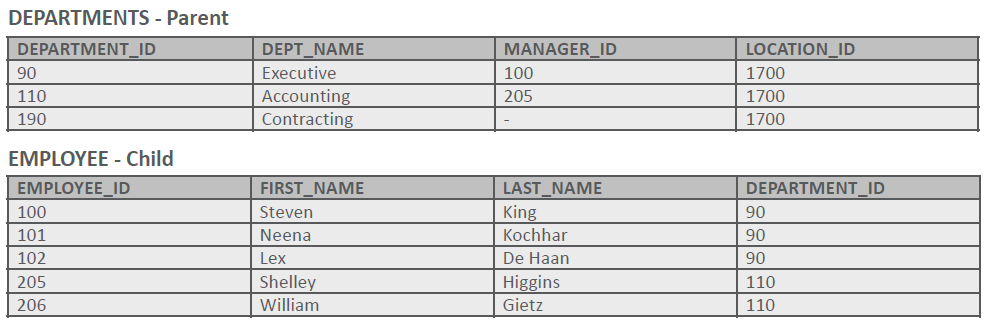 DEPARTMENTS - Parent
DEPARTMENT_ID DEPT_NAME MANAGER_ID LOCATION_ID
90 Executive 100 1700
110 Accounting 205 1700
190 Contracting - 1700
EMPLOYEE - Child
EMPLOYEE_ID FIRST_NAME LAST_NAME DEPARTMENT_ID
100 Steven King 90
101 Neena Kochhar 90
102 Lex De Haan 90
205 Shelley Higgins 110
206 William Gietz 110